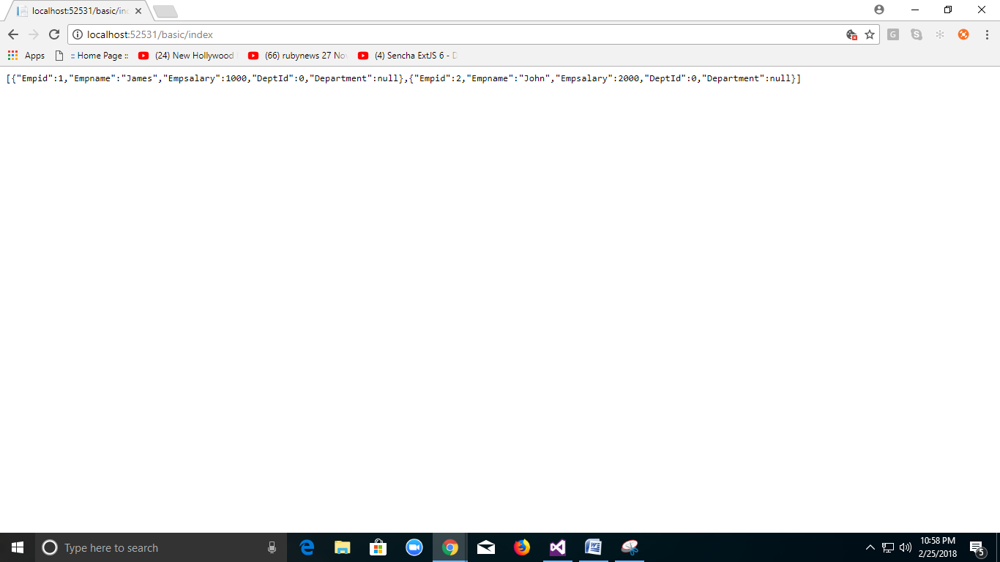 localhost:52531/basic/in
localhost:52531/basic/index
Apps :: Home Page :: (24) New Hollywood (66) rubynews 27 No (4) Sencha ExtJS 6 - D
[{"Empid":1,"Empname":"James","Empsalary":1000,"DeptId":0,"Department":null},{"Empid":2,"Empname":"John","Empsalary":2000,"DeptId":0,"Department":null}]
Type here to search
10:58 PM
2/25/2018
5